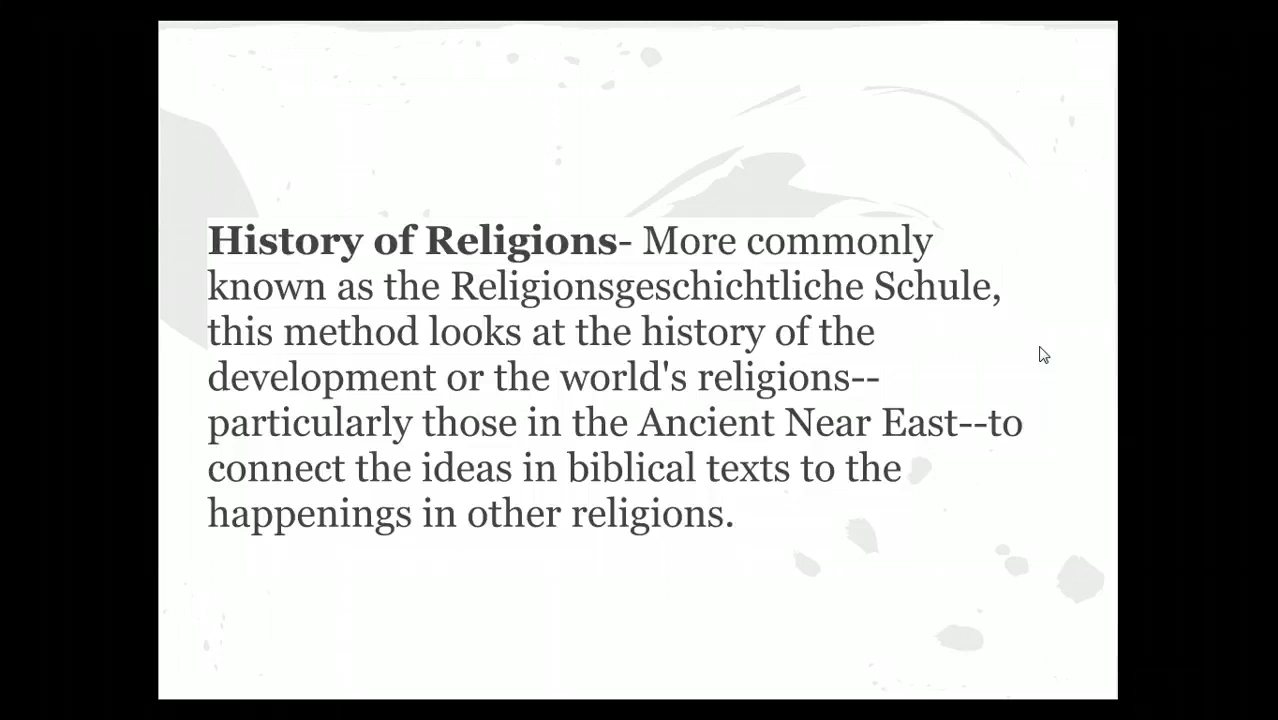 History of Religions- More commonly
known as the Religionsgeschichtliche Schule,
this method looks at the history of the
development or the world's religions--
particularly those in the Ancient Near East--to
connect the ideas in biblical texts to the
happenings in other religions.